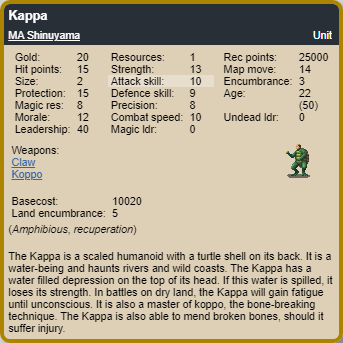 Kappa
MA Shinuyama Unit
Gold: 20 Resources: 1 Rec points: 25000
Hit points: 15 Strength: 13 Map move: 14
Size: 2 Attack skill: 10 Encumbrance: 3
Protection: 15 Defence skill: 9 Age: 22
Magic res: 8 Precision: 8 (50)
Morale: 12 Combat speed: 10 Undead ldr: 0
Leadership: 40 Magic ldr: 0
Weapons:
Claw
Koppo
Basecost: 10020
Land encumbrance: 5
(Amphibious, recuperation)
The Kappa is a scaled humanoid with a turtle shell on its back. It is a
water-being and haunts rivers and wild coasts. The Kappa has a
water filled depression on the top of its head. If this water is spilled, it
loses its strength. In battles on dry land, the Kappa will gain fatigue
until unconscious. It is also a master of koppo, the bone-breaking
technique. The Kappa is also able to mend broken bones, should it
suffer injury.